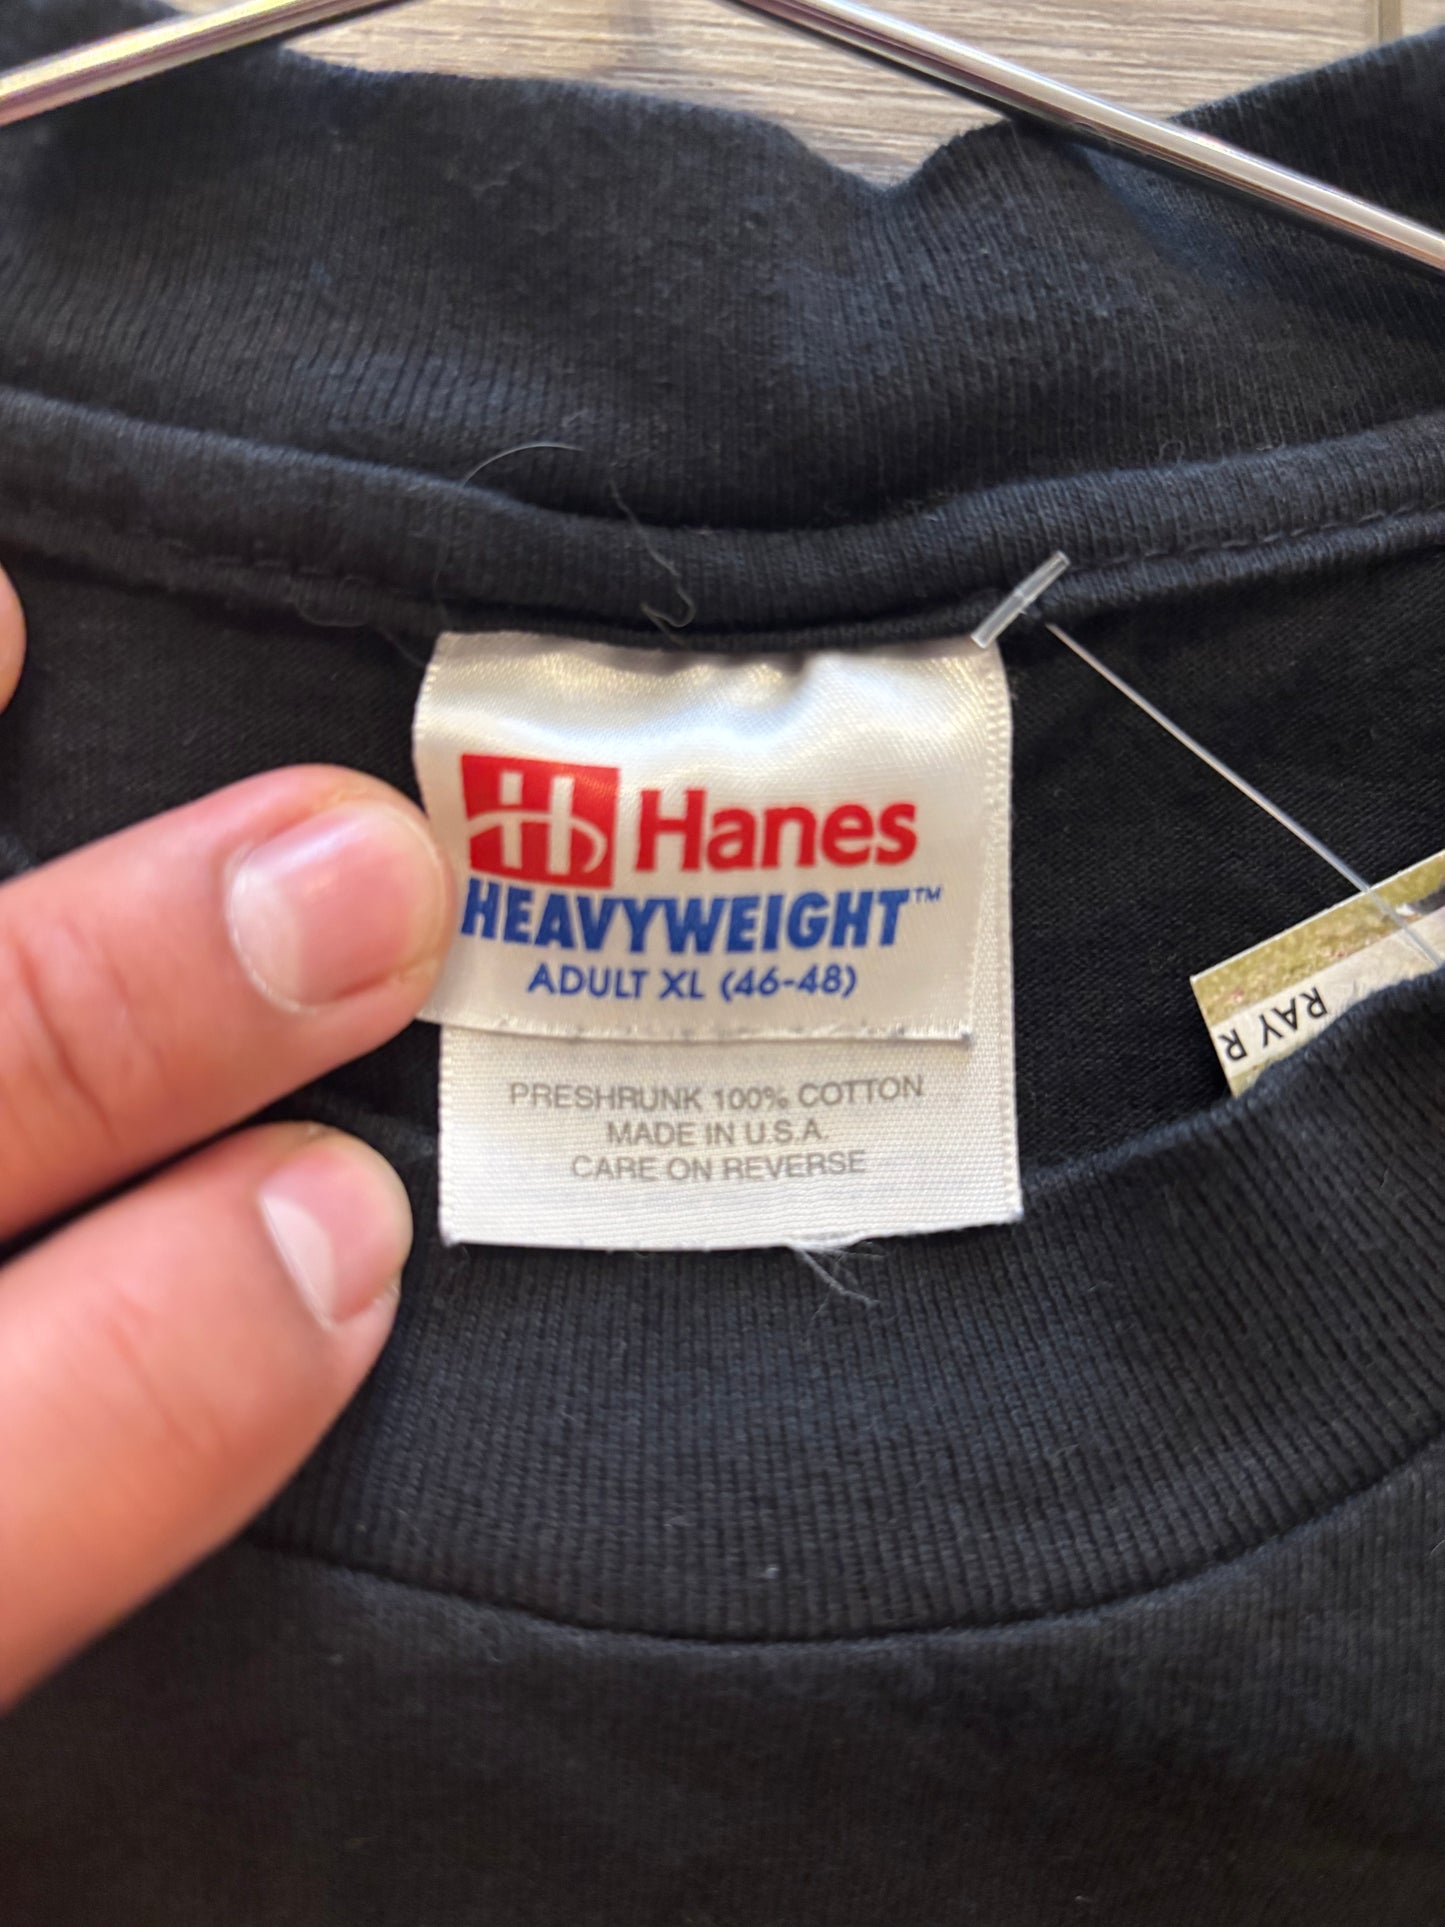 Hanes
HEAVYWEIGHT™
ADULT XL (46-48)
PRESHRUNK 100% COTTON
MADE IN U.S.A.
CARE ON REVERSE
RAY R